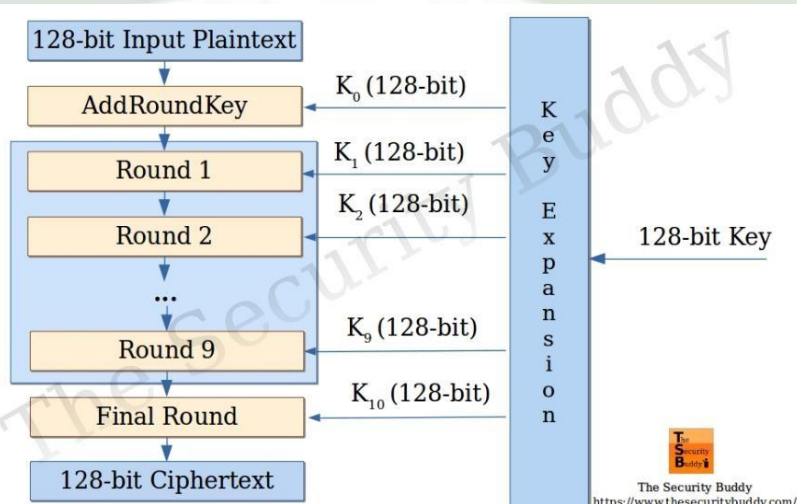 128-bit Input Plaintext
AddRoundKey
K0 (128-bit)
Round 1
K1 (128-bit)
Round 2
K2 (128-bit)
...
Round 9
K9 (128-bit)
Final Round
K10 (128-bit)
128-bit Ciphertext
Key Expansion
128-bit Key
The Security Buddy
The
Security
Buddy
The Security Buddy
https://www.thesecuritybuddy.com/